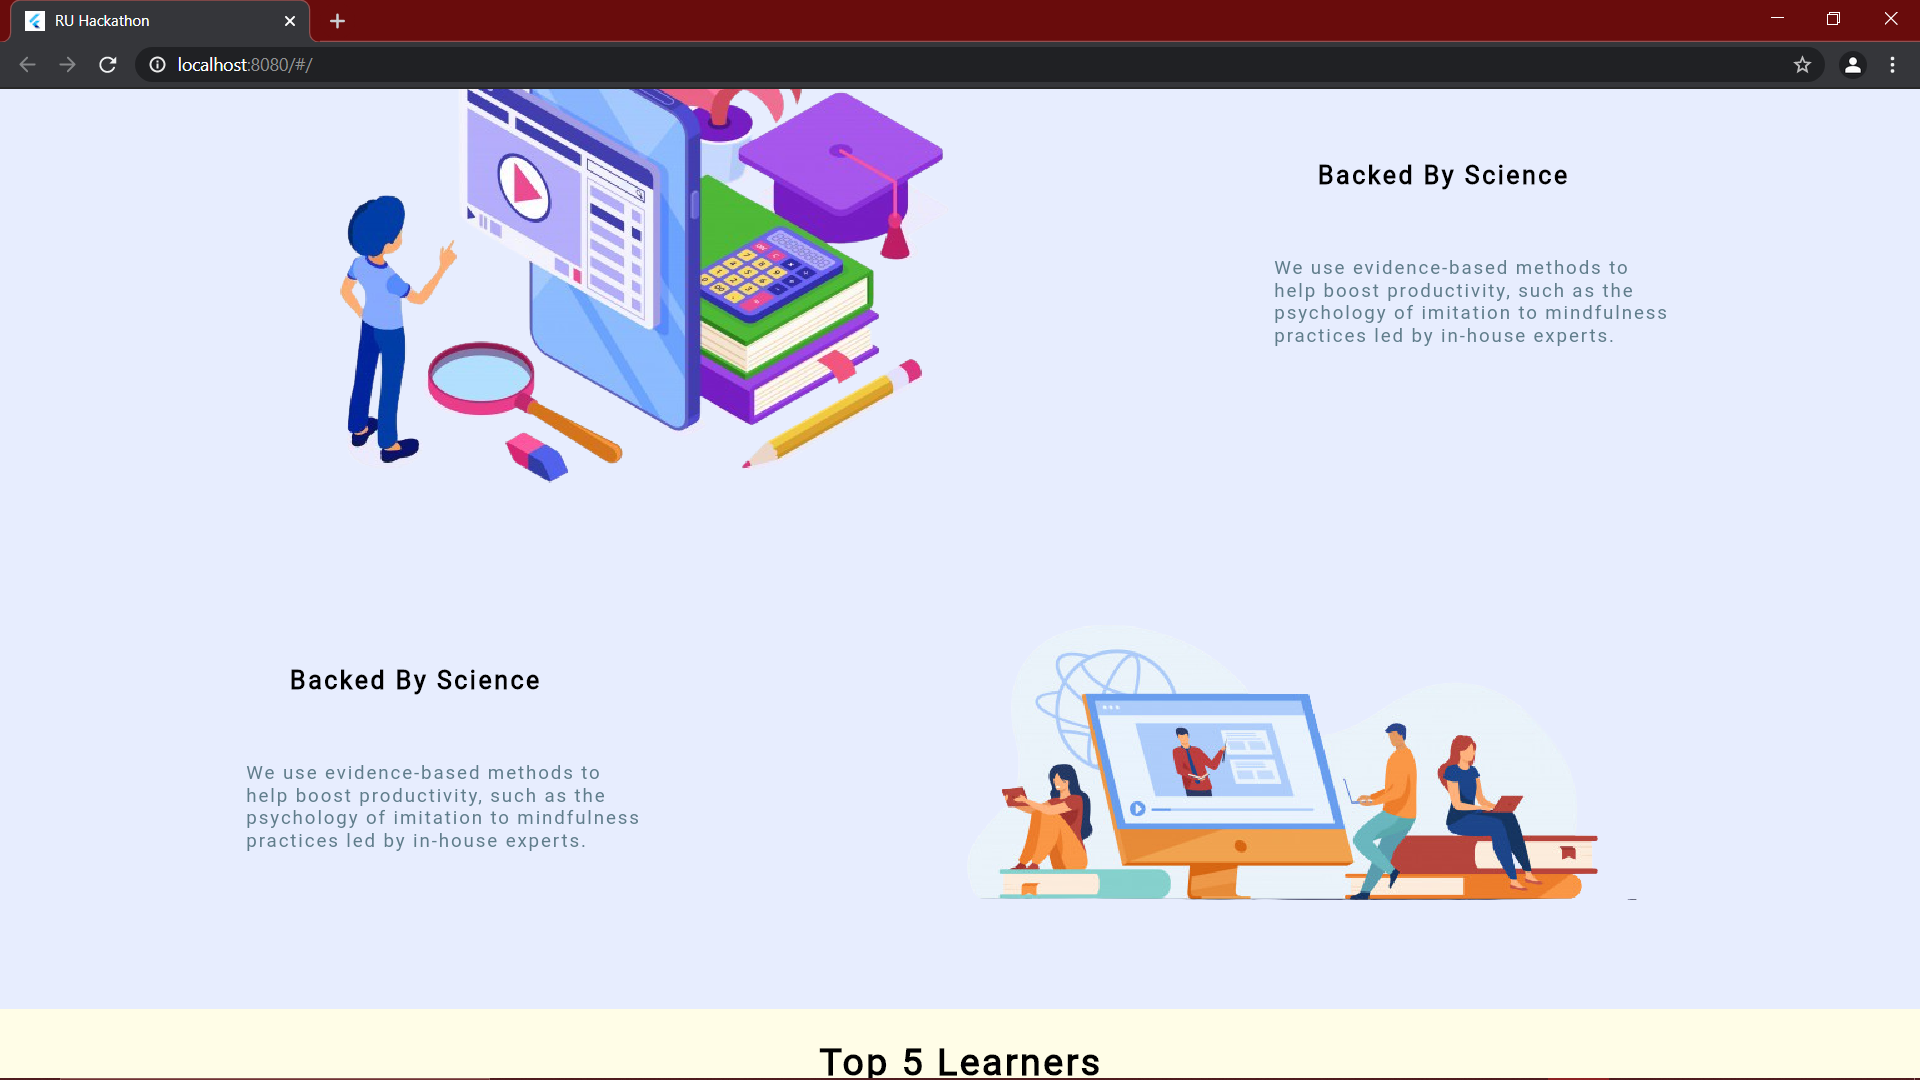 RU Hackathon
localhost:8080/#/
Backed By Science
We use evidence-based methods to
help boost productivity, such as the
psychology of imitation to mindfulness
practices led by in-house experts.
Backed By Science
We use evidence-based methods to
help boost productivity, such as the
psychology of imitation to mindfulness
practices led by in-house experts.
Top 5 Learners